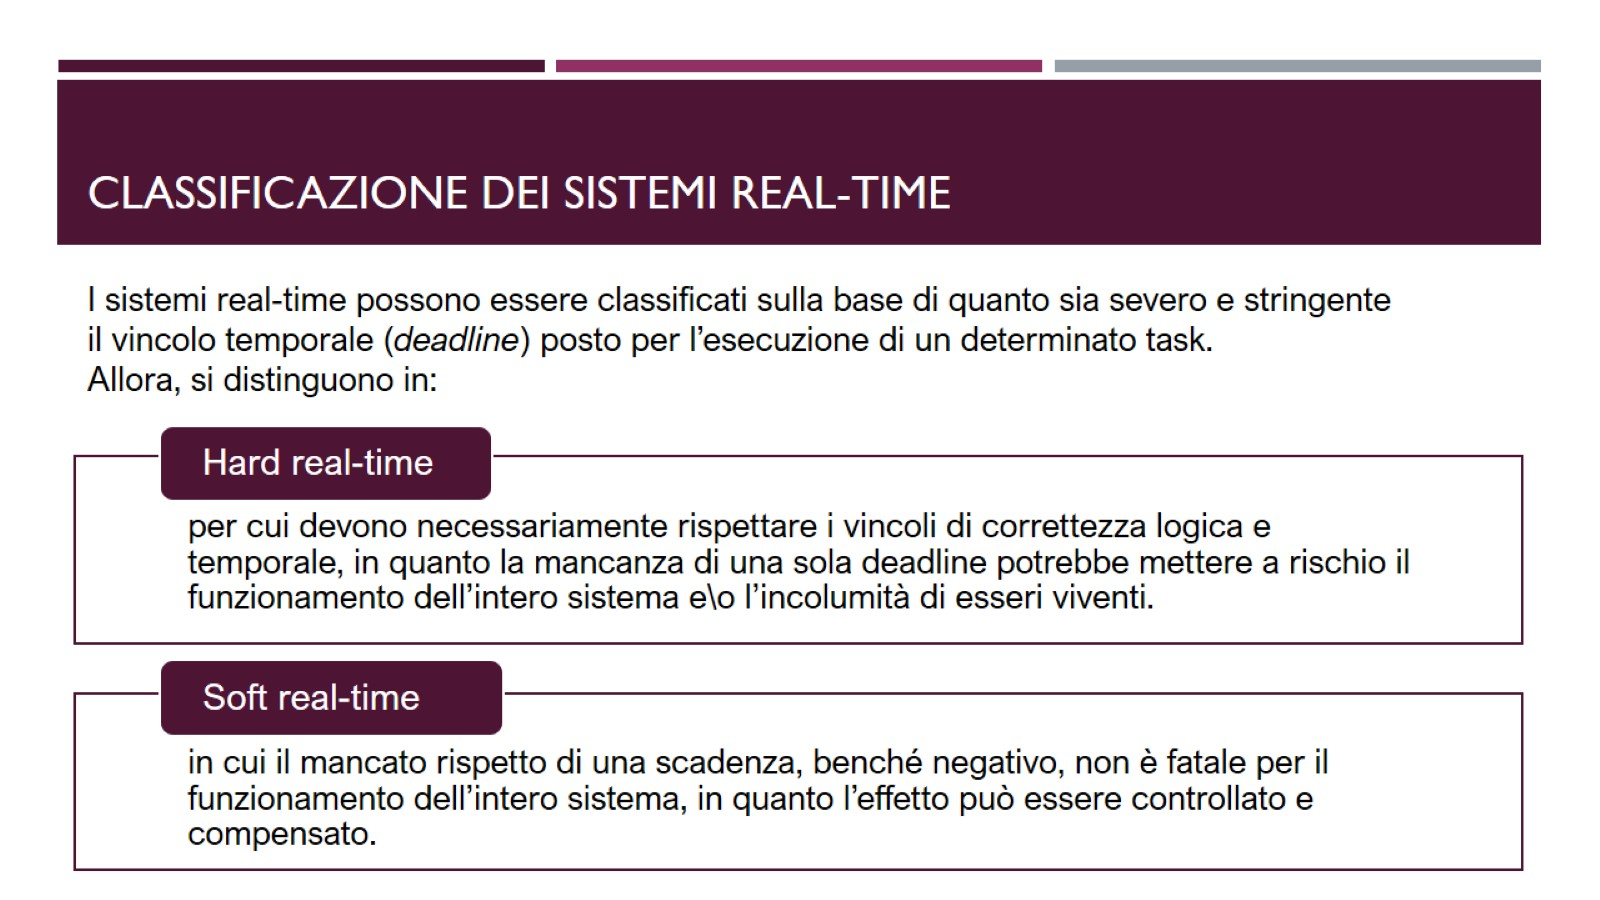 CLASSIFICAZIONE DEI SISTEMI REAL-TIME
I sistemi real-time possono essere classificati sulla base di quanto sia severo e stringente
il vincolo temporale (deadline) posto per l’esecuzione di un determinato task.
Allora, si distinguono in:
Hard real-time
per cui devono necessariamente rispettare i vincoli di correttezza logica e
temporale, in quanto la mancanza di una sola deadline potrebbe mettere a rischio il
funzionamento dell’intero sistema e\o l’incolumità di esseri viventi.
Soft real-time
in cui il mancato rispetto di una scadenza, benché negativo, non è fatale per il
funzionamento dell’intero sistema, in quanto l’effetto può essere controllato e
compensato.